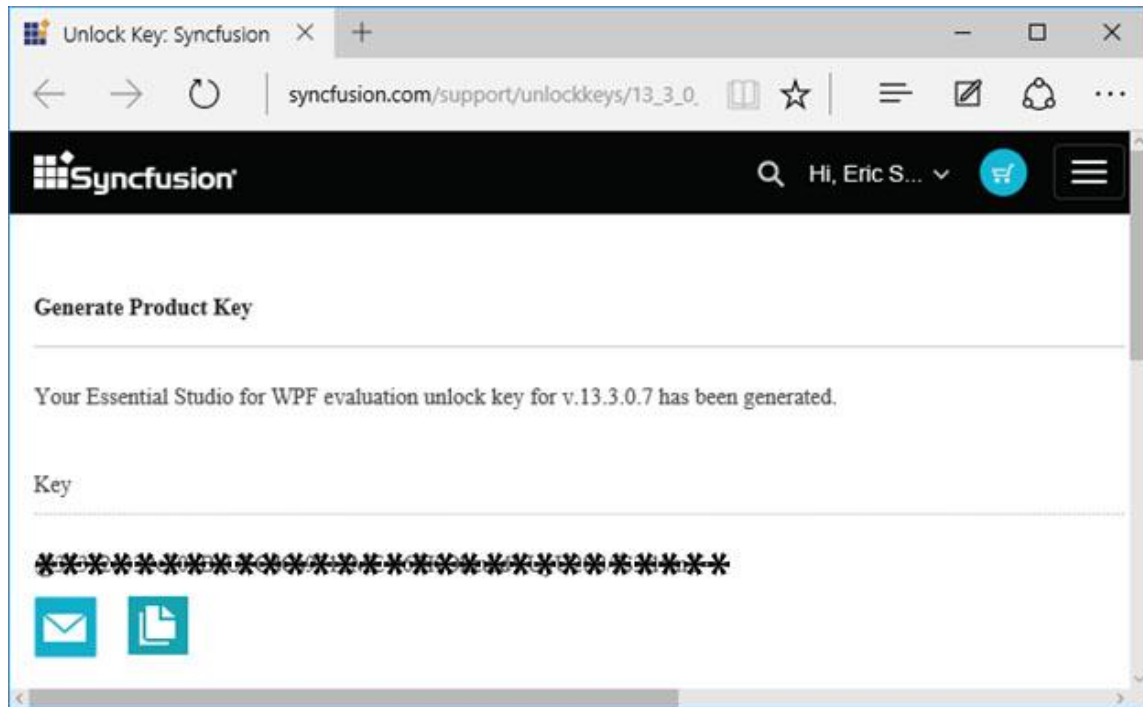 Unlock Key: Syncfusion
syncfusion.com/support/unlockkeys/13_3_0_
Syncfusion
Hi, Eric S...
Generate Product Key
Your Essential Studio for WPF evaluation unlock key for v.13.3.0.7 has been generated.
Key